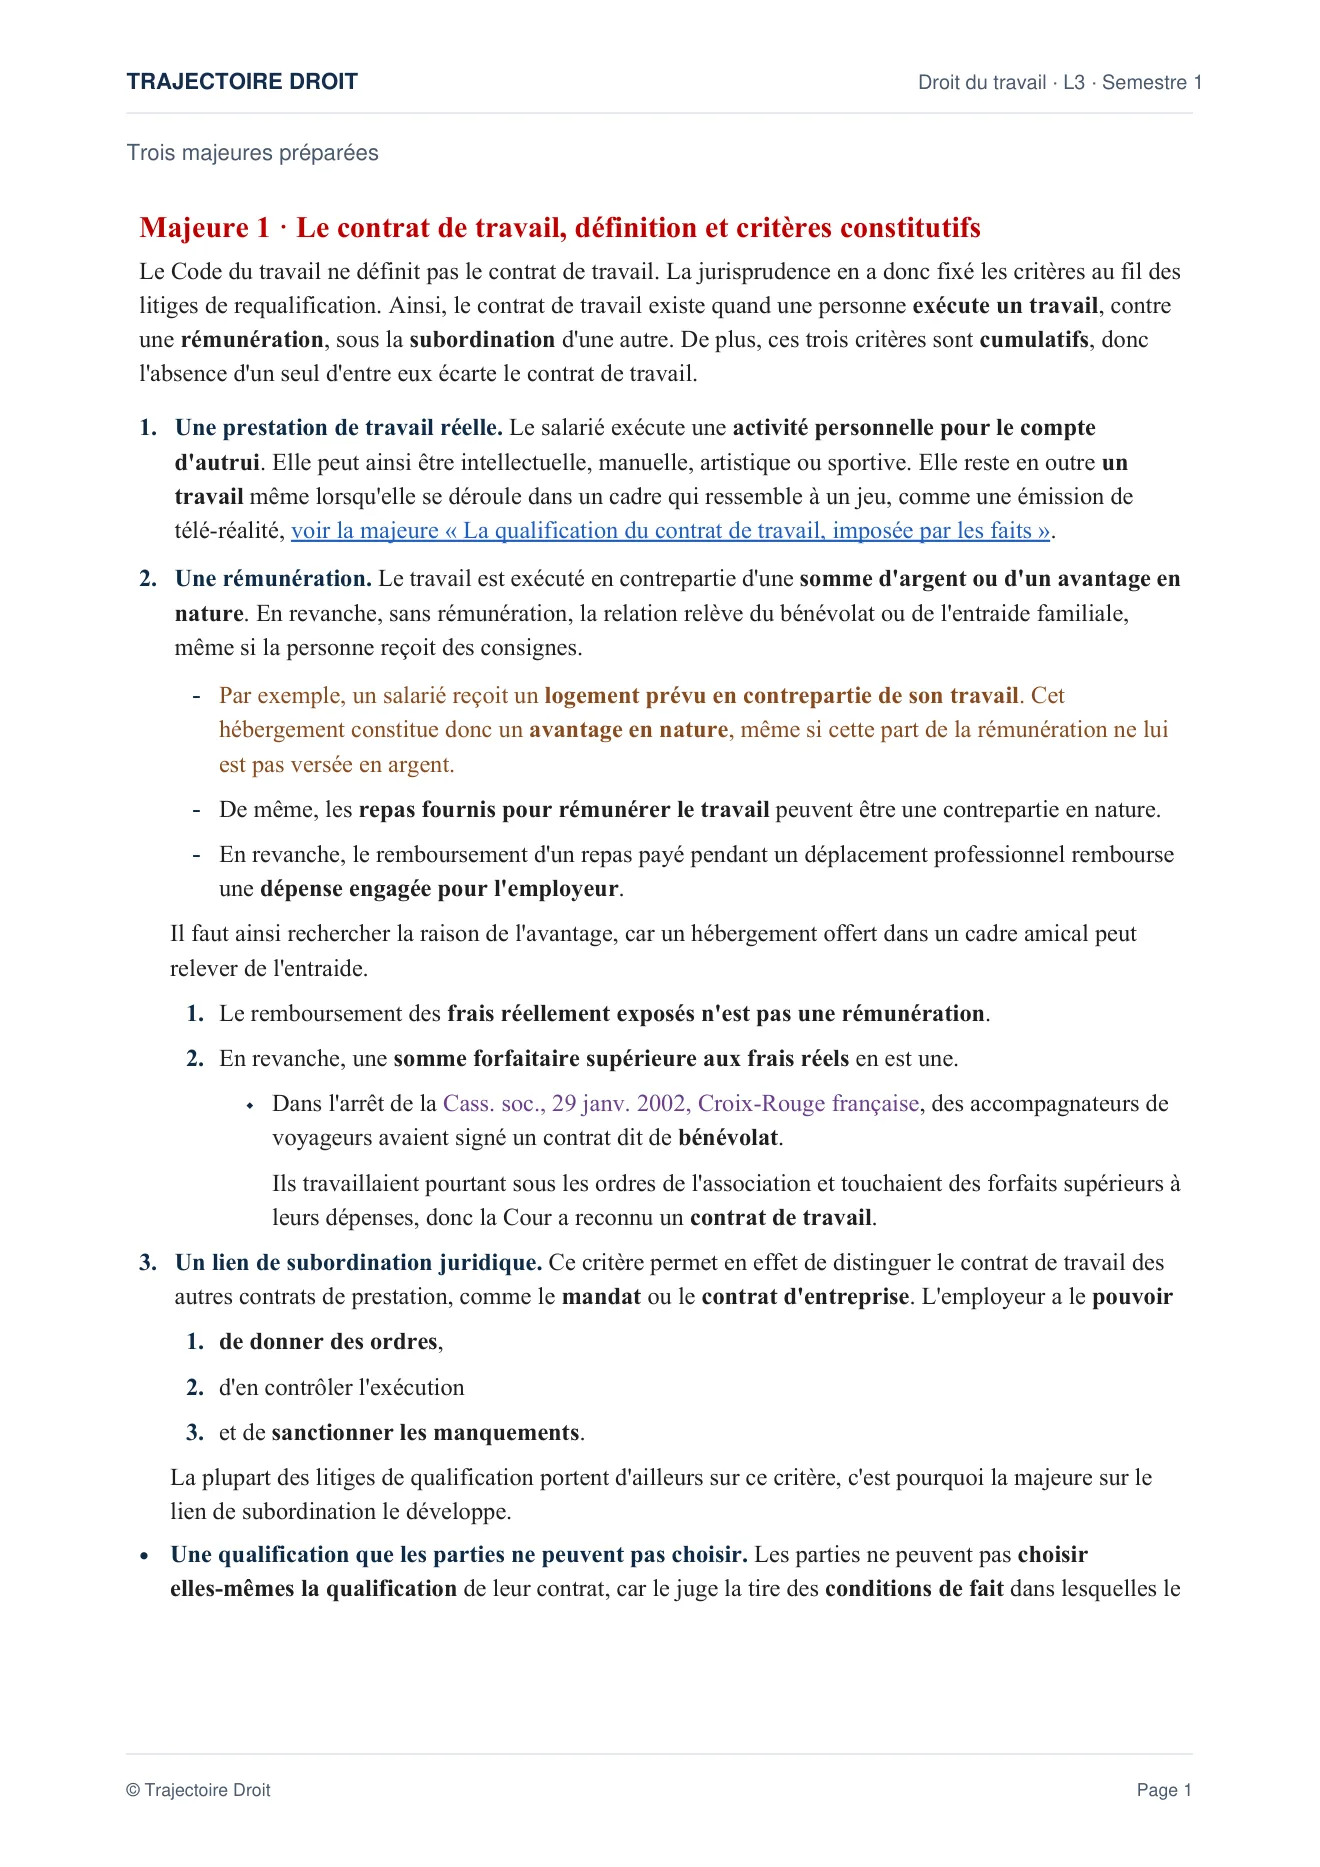 TRAJECTOIRE DROIT
Droit du travail · L3 · Semestre 1
Trois majeures préparées
Majeure 1 · Le contrat de travail, définition et critères constitutifs
Le Code du travail ne définit pas le contrat de travail. La jurisprudence en a donc fixé les critères au fil des
litiges de requalification. Ainsi, le contrat de travail existe quand une personne exécute un travail, contre
une rémunération, sous la subordination d'une autre. De plus, ces trois critères sont cumulatifs, donc
l'absence d'un seul d'entre eux écarte le contrat de travail.
1. Une prestation de travail réelle. Le salarié exécute une activité personnelle pour le compte
d'autrui. Elle peut ainsi être intellectuelle, manuelle, artistique ou sportive. Elle reste en outre un
travail même lorsqu'elle se déroule dans un cadre qui ressemble à un jeu, comme une émission de
télé-réalité, voir la majeure « La qualification du contrat de travail, imposée par les faits ».
2. Une rémunération. Le travail est exécuté en contrepartie d'une somme d'argent ou d'un avantage en
nature. En revanche, sans rémunération, la relation relève du bénévolat ou de l'entraide familiale,
même si la personne reçoit des consignes.
- Par exemple, un salarié reçoit un logement prévu en contrepartie de son travail. Cet
hébergement constitue donc un avantage en nature, même si cette part de la rémunération ne lui
est pas versée en argent.
- De même, les repas fournis pour rémunérer le travail peuvent être une contrepartie en nature.
- En revanche, le remboursement d'un repas payé pendant un déplacement professionnel rembourse
une dépense engagée pour l'employeur.
Il faut ainsi rechercher la raison de l'avantage, car un hébergement offert dans un cadre amical peut
relever de l'entraide.
1. Le remboursement des frais réellement exposés n'est pas une rémunération.
2. En revanche, une somme forfaitaire supérieure aux frais réels en est une.
⬩ Dans l'arrêt de la Cass. soc., 29 janv. 2002, Croix-Rouge française, des accompagnateurs de
voyageurs avaient signé un contrat dit de bénévolat.
Ils travaillaient pourtant sous les ordres de l'association et touchaient des forfaits supérieurs à
leurs dépenses, donc la Cour a reconnu un contrat de travail.
3. Un lien de subordination juridique. Ce critère permet en effet de distinguer le contrat de travail des
autres contrats de prestation, comme le mandat ou le contrat d'entreprise. L'employeur a le pouvoir
1. de donner des ordres,
2. d'en contrôler l'exécution
3. et de sanctionner les manquements.
La plupart des litiges de qualification portent d'ailleurs sur ce critère, c'est pourquoi la majeure sur le
lien de subordination le développe.
• Une qualification que les parties ne peuvent pas choisir. Les parties ne peuvent pas choisir
elles-mêmes la qualification de leur contrat, car le juge la tire des conditions de fait dans lesquelles le
© Trajectoire Droit
Page 1